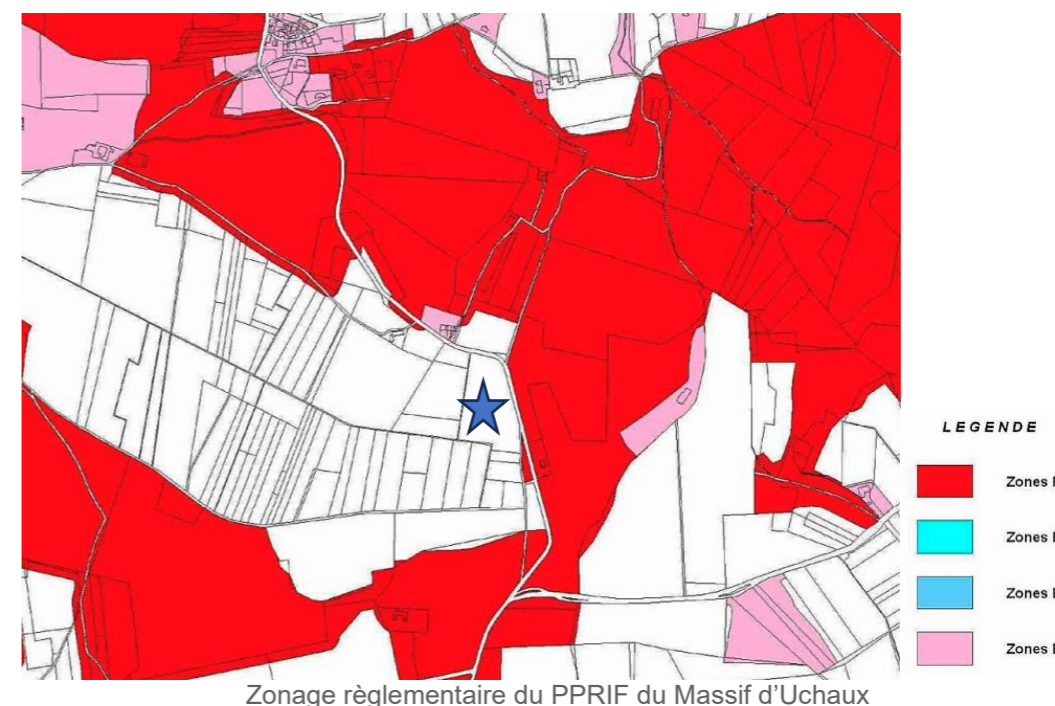 LEGENDE
Zones
Zones
Zones
Zones
Zonage règlementaire du PPRIF du Massif d'Uchaux